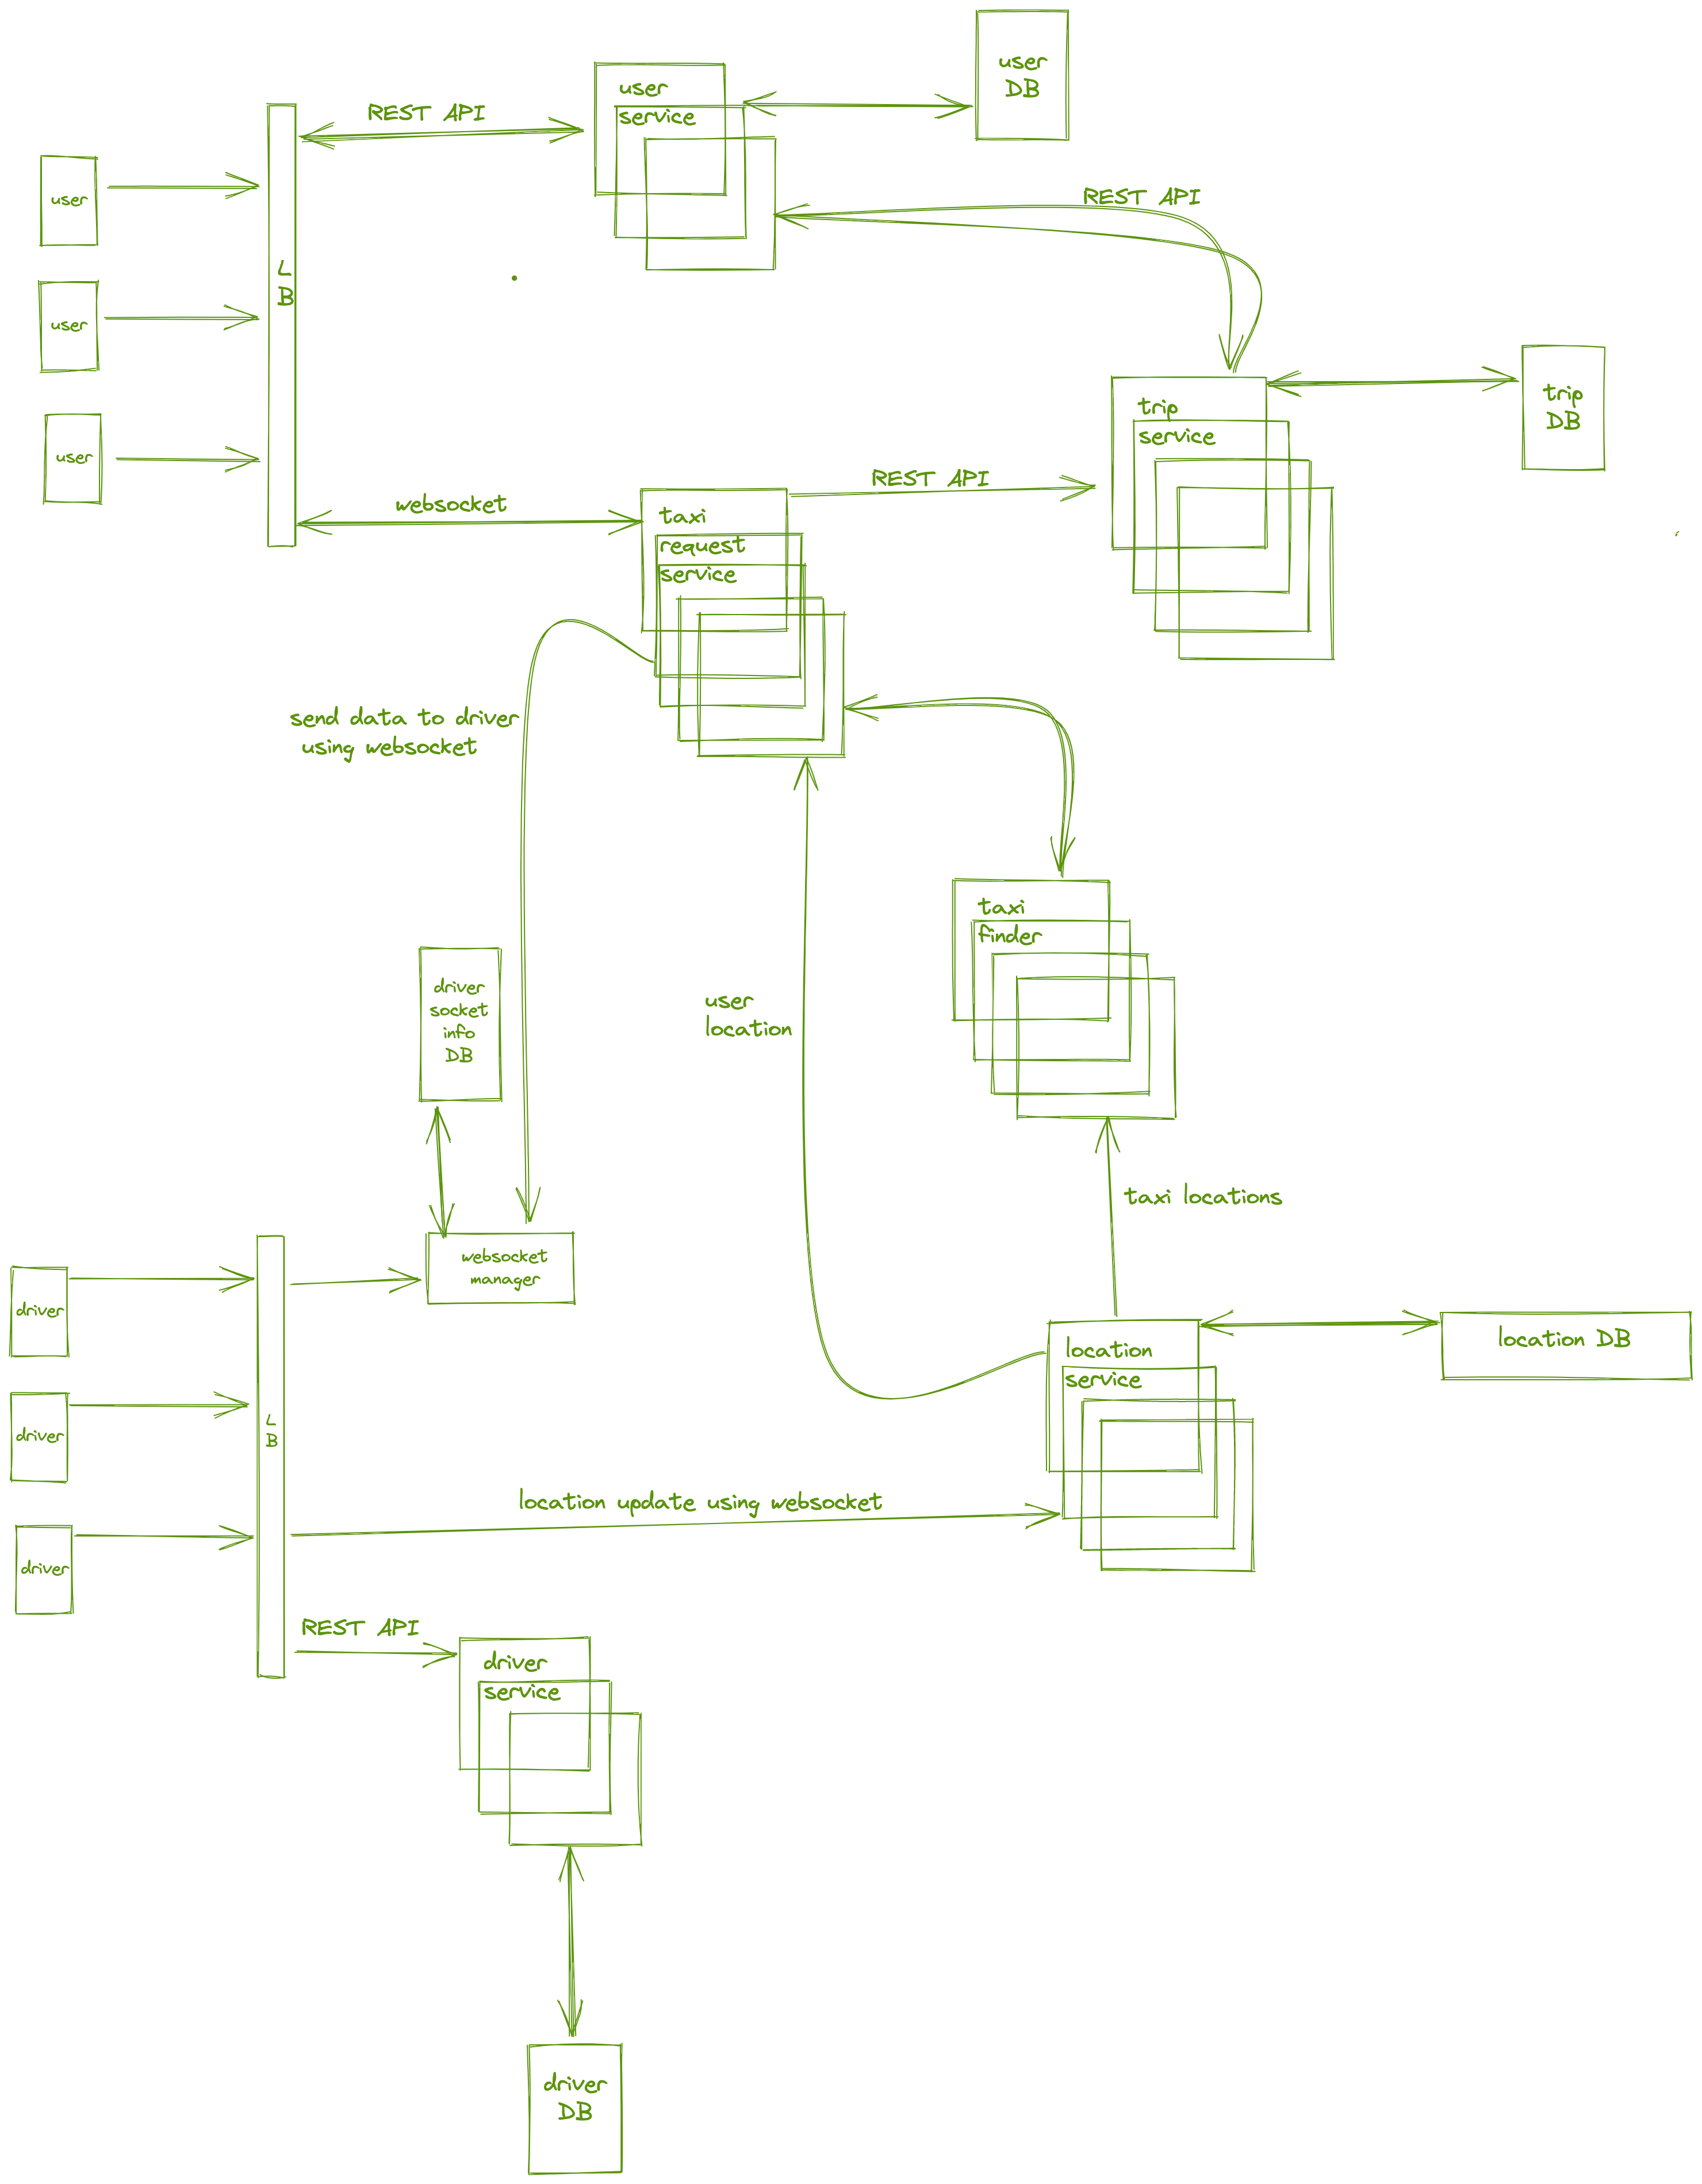 user
DB
user
service
REST API
REST API
user
L
B
user
user
trip
service
trip
DB
REST API
websocket
taxi
request
service
send data to driver
using websocket
taxi
finder
driver
socket
info
DB
user
location
taxi locations
websocket
manager
driver
location
service
location DB
driver
L
B
location update using websocket
driver
REST API
driver
service
driver
DB